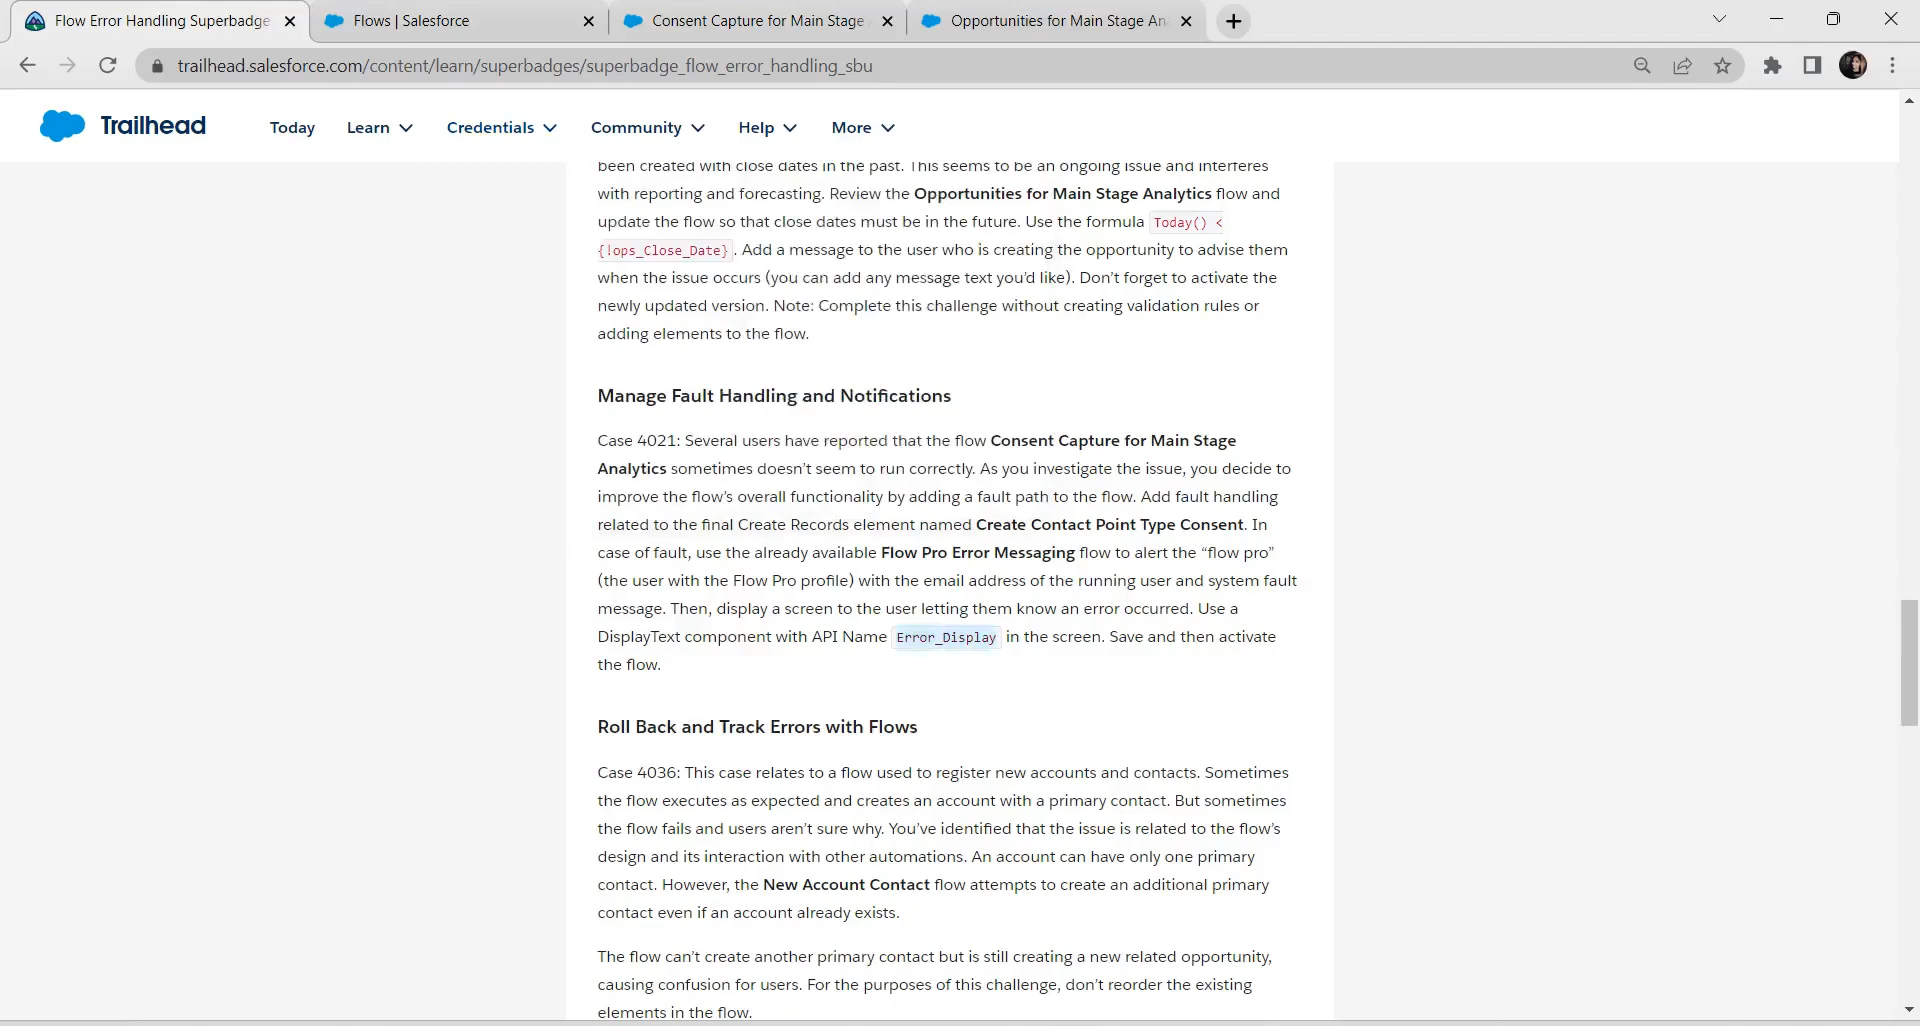 Flow Error Handling Superbadge
Flows | Salesforce
Consent Capture for Main Stage
Opportunities for Main Stage An
trailhead.salesforce.com/content/learn/superbadges/superbadge_flow_error_handling_sbu
Trailhead
Today
Learn
Credentials
Community
Help
More
been created with close dates in the past. This seems to be an ongoing issue and interferes
with reporting and forecasting. Review the Opportunities for Main Stage Analytics flow and
update the flow so that close dates must be in the future. Use the formula Today() <
{!ops_Close_Date}. Add a message to the user who is creating the opportunity to advise them
when the issue occurs (you can add any message text you'd like). Don't forget to activate the
newly updated version. Note: Complete this challenge without creating validation rules or
adding elements to the flow.
Manage Fault Handling and Notifications
Case 4021: Several users have reported that the flow Consent Capture for Main Stage
Analytics sometimes doesn't seem to run correctly. As you investigate the issue, you decide to
improve the flow's overall functionality by adding a fault path to the flow. Add fault handling
related to the final Create Records element named Create Contact Point Type Consent. In
case of fault, use the already available Flow Pro Error Messaging flow to alert the “flow pro”
(the user with the Flow Pro profile) with the email address of the running user and system fault
message. Then, display a screen to the user letting them know an error occurred. Use a
DisplayText component with API Name Error_Display in the screen. Save and then activate
the flow.
Roll Back and Track Errors with Flows
Case 4036: This case relates to a flow used to register new accounts and contacts. Sometimes
the flow executes as expected and creates an account with a primary contact. But sometimes
the flow fails and users aren't sure why. You've identified that the issue is related to the flow's
design and its interaction with other automations. An account can have only one primary
contact. However, the New Account Contact flow attempts to create an additional primary
contact even if an account already exists.
The flow can't create another primary contact but is still creating a new related opportunity,
causing confusion for users. For the purposes of this challenge, don't reorder the existing
elements in the flow.